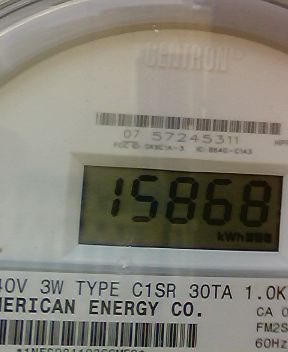 CENTRON
07 57245311
15868
kWh
40V 3W TYPE C1SR 30TA 1.0K
MERICAN ENERGY CO.
CA 0
FM2S
60Hz